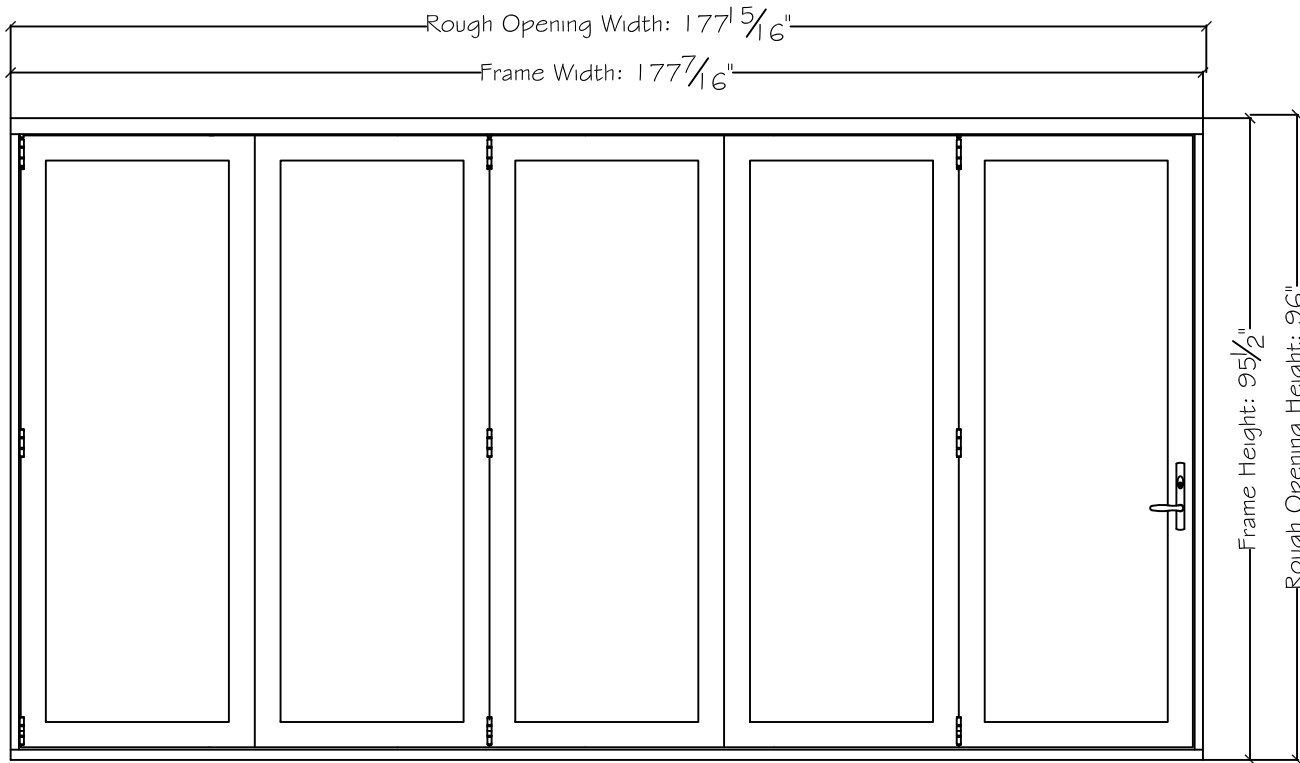 Rough Opening Width: 177 15/16"
Frame Width: 177 7/16"
Frame Height: 95 1/2"
Rough Opening Height: 96"